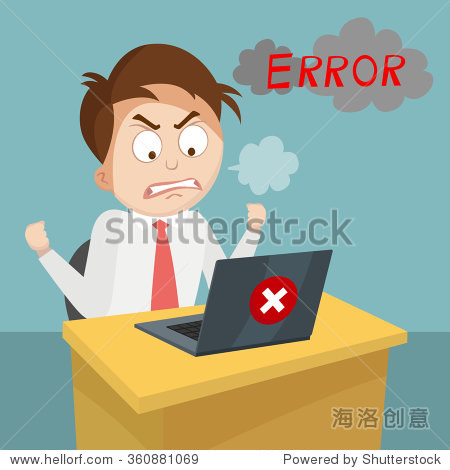 ERROR
shutterstock
海洛创意
www.hellorf.com - 360881069
Powered by Shutterstock